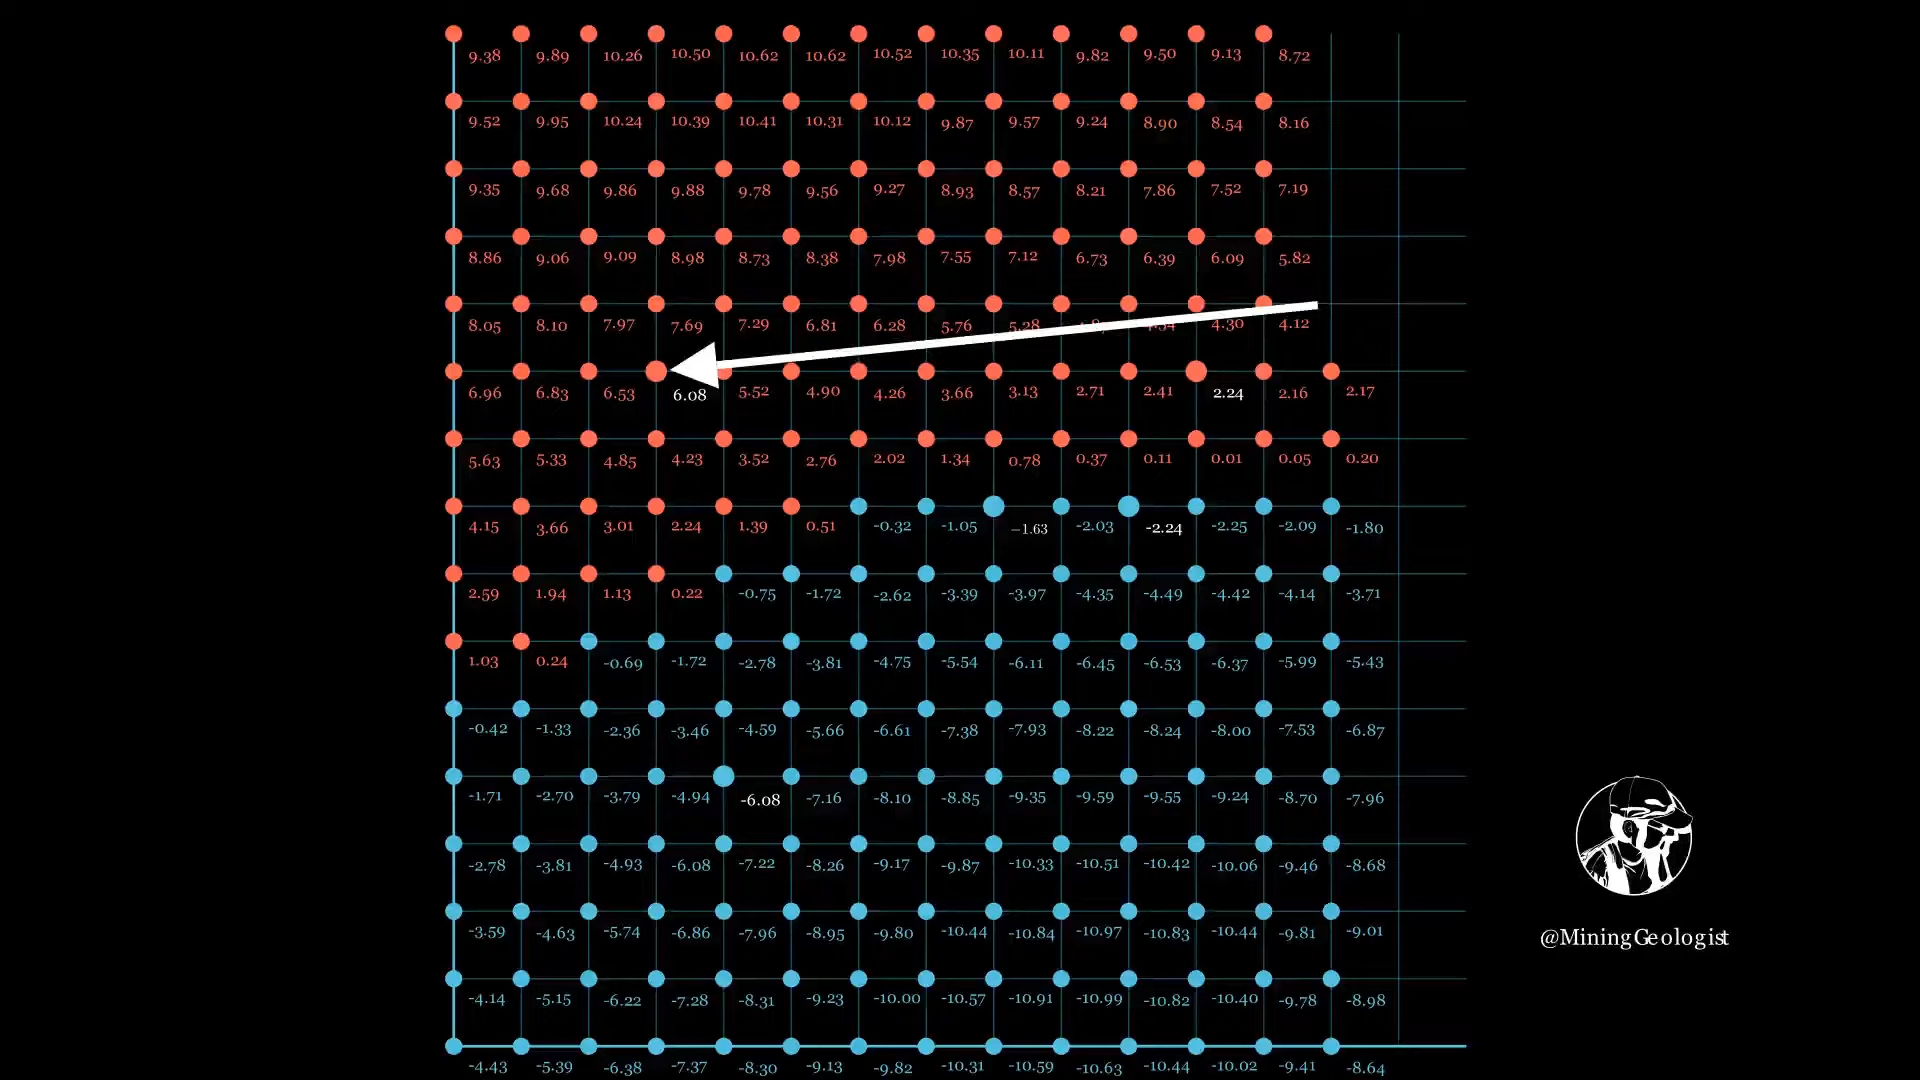 9.38 9.89 10.26 10.50 10.62 10.62 10.52 10.35 10.11 9.82 9.50 9.13 8.72
9.52 9.95 10.24 10.39 10.41 10.31 10.12 9.87 9.57 9.24 8.90 8.54 8.16
9.35 9.68 9.86 9.88 9.78 9.56 9.27 8.93 8.57 8.21 7.86 7.52 7.19
8.86 9.06 9.09 8.98 8.73 8.38 7.98 7.55 7.12 6.73 6.39 6.09 5.82
8.05 8.10 7.97 7.69 7.29 6.81 6.28 5.76 5.28 4.30 4.12
6.96 6.83 6.53 6.08 5.52 4.90 4.26 3.66 3.13 2.71 2.41 2.24 2.16 2.17
5.63 5.33 4.85 4.23 3.52 2.76 2.02 1.34 0.78 0.37 0.11 0.01 0.05 0.20
4.15 3.66 3.01 2.24 1.39 0.51 -0.32 -1.05 −1.63 -2.03 -2.24 -2.25 -2.09 -1.80
2.59 1.94 1.13 0.22 -0.75 -1.72 -2.62 -3.39 -3.97 -4.35 -4.49 -4.42 -4.14 -3.71
1.03 0.24 -0.69 -1.72 -2.78 -3.81 -4.75 -5.54 -6.11 -6.45 -6.53 -6.37 -5.99 -5.43
-0.42 -1.33 -2.36 -3.46 -4.59 -5.66 -6.61 -7.38 -7.93 -8.22 -8.24 -8.00 -7.53 -6.87
-1.71 -2.70 -3.79 -4.94 -6.08 -7.16 -8.10 -8.85 -9.35 -9.59 -9.55 -9.24 -8.70 -7.96
-2.78 -3.81 -4.93 -6.08 -7.22 -8.26 -9.17 -9.87 -10.33 -10.51 -10.42 -10.06 -9.46 -8.68
-3.59 -4.63 -5.74 -6.86 -7.96 -8.95 -9.80 -10.44 -10.84 -10.97 -10.83 -10.44 -9.81 -9.01
@MiningGeologist
-4.14 -5.15 -6.22 -7.28 -8.31 -9.23 -10.00 -10.57 -10.91 -10.99 -10.82 -10.40 -9.78 -8.98
-4.43 -5.39 -6.38 -7.37 -8.30 -9.13 -9.82 -10.31 -10.59 -10.63 -10.44 -10.02 -9.41 -8.64